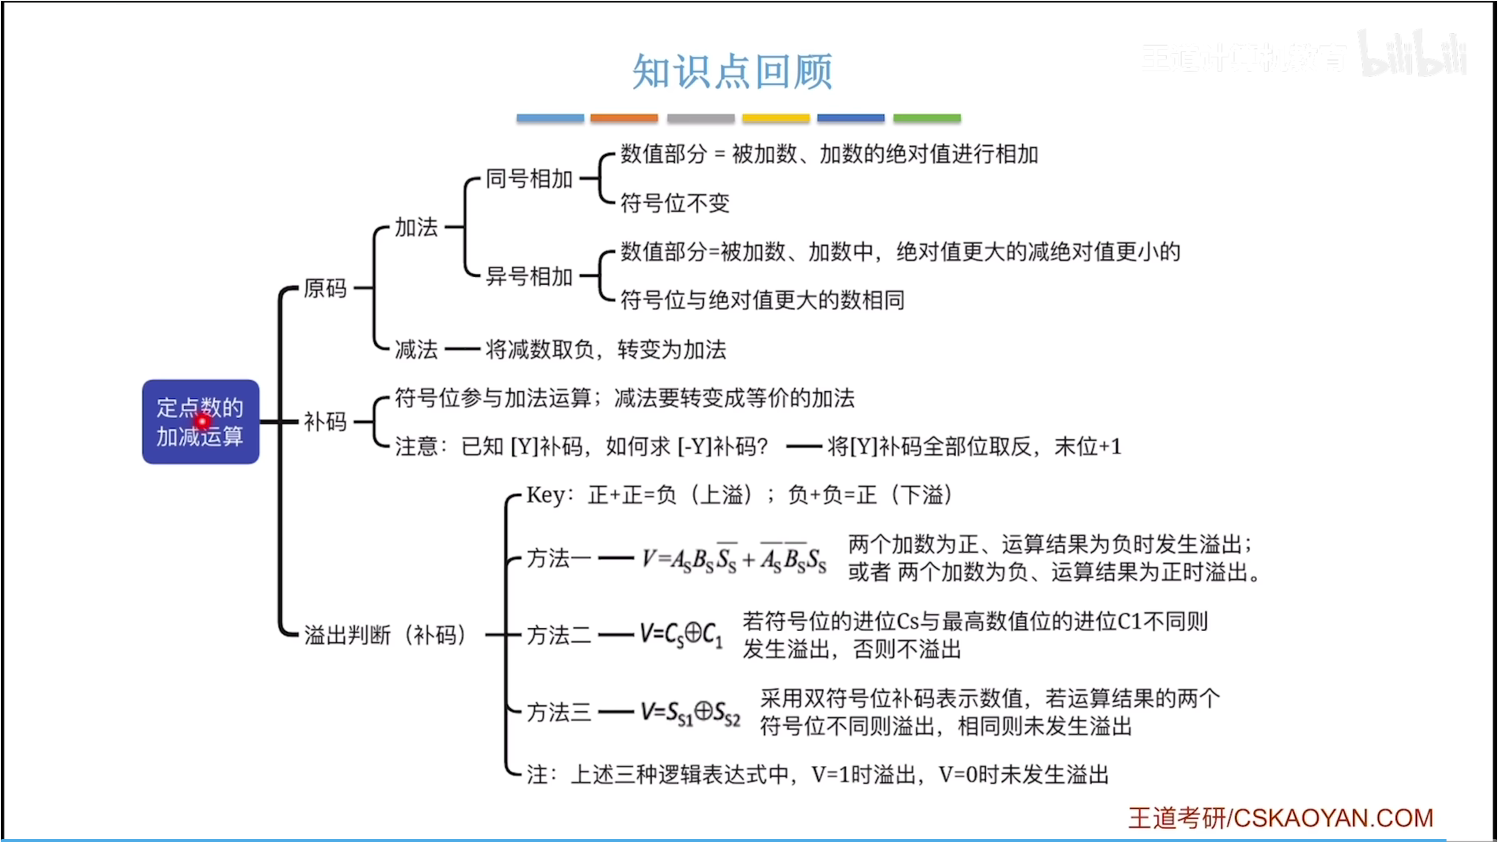 知识点回顾
王道计算机教育 bilibili
数值部分 = 被加数、加数的绝对值进行相加
同号相加
符号位不变
加法
数值部分=被加数、加数中，绝对值更大的减绝对值更小的
异号相加
符号位与绝对值更大的数相同
原码
减法
将减数取负，转变为加法
定点数的
加减运算
补码
符号位参与加法运算；减法要转变成等价的加法
注意：已知 [Y]补码，如何求 [-Y]补码？
将[Y]补码全部位取反，末位+1
Key：正+正=负（上溢）；负+负=正（下溢）
方法一
V=A_SB_S\overline{S_S}+\overline{A_S}\,\overline{B_S}S_S
两个加数为正、运算结果为负时发生溢出；
或者 两个加数为负、运算结果为正时溢出。
溢出判断（补码）
方法二
V=C_S⊕C_1
若符号位的进位Cs与最高数值位的进位C1不同则
发生溢出，否则不溢出
方法三
V=S_{S1}⊕S_{S2}
采用双符号位补码表示数值，若运算结果的两个
符号位不同则溢出，相同则未发生溢出
注：上述三种逻辑表达式中，V=1时溢出，V=0时未发生溢出
王道考研/CSKAOYAN.COM